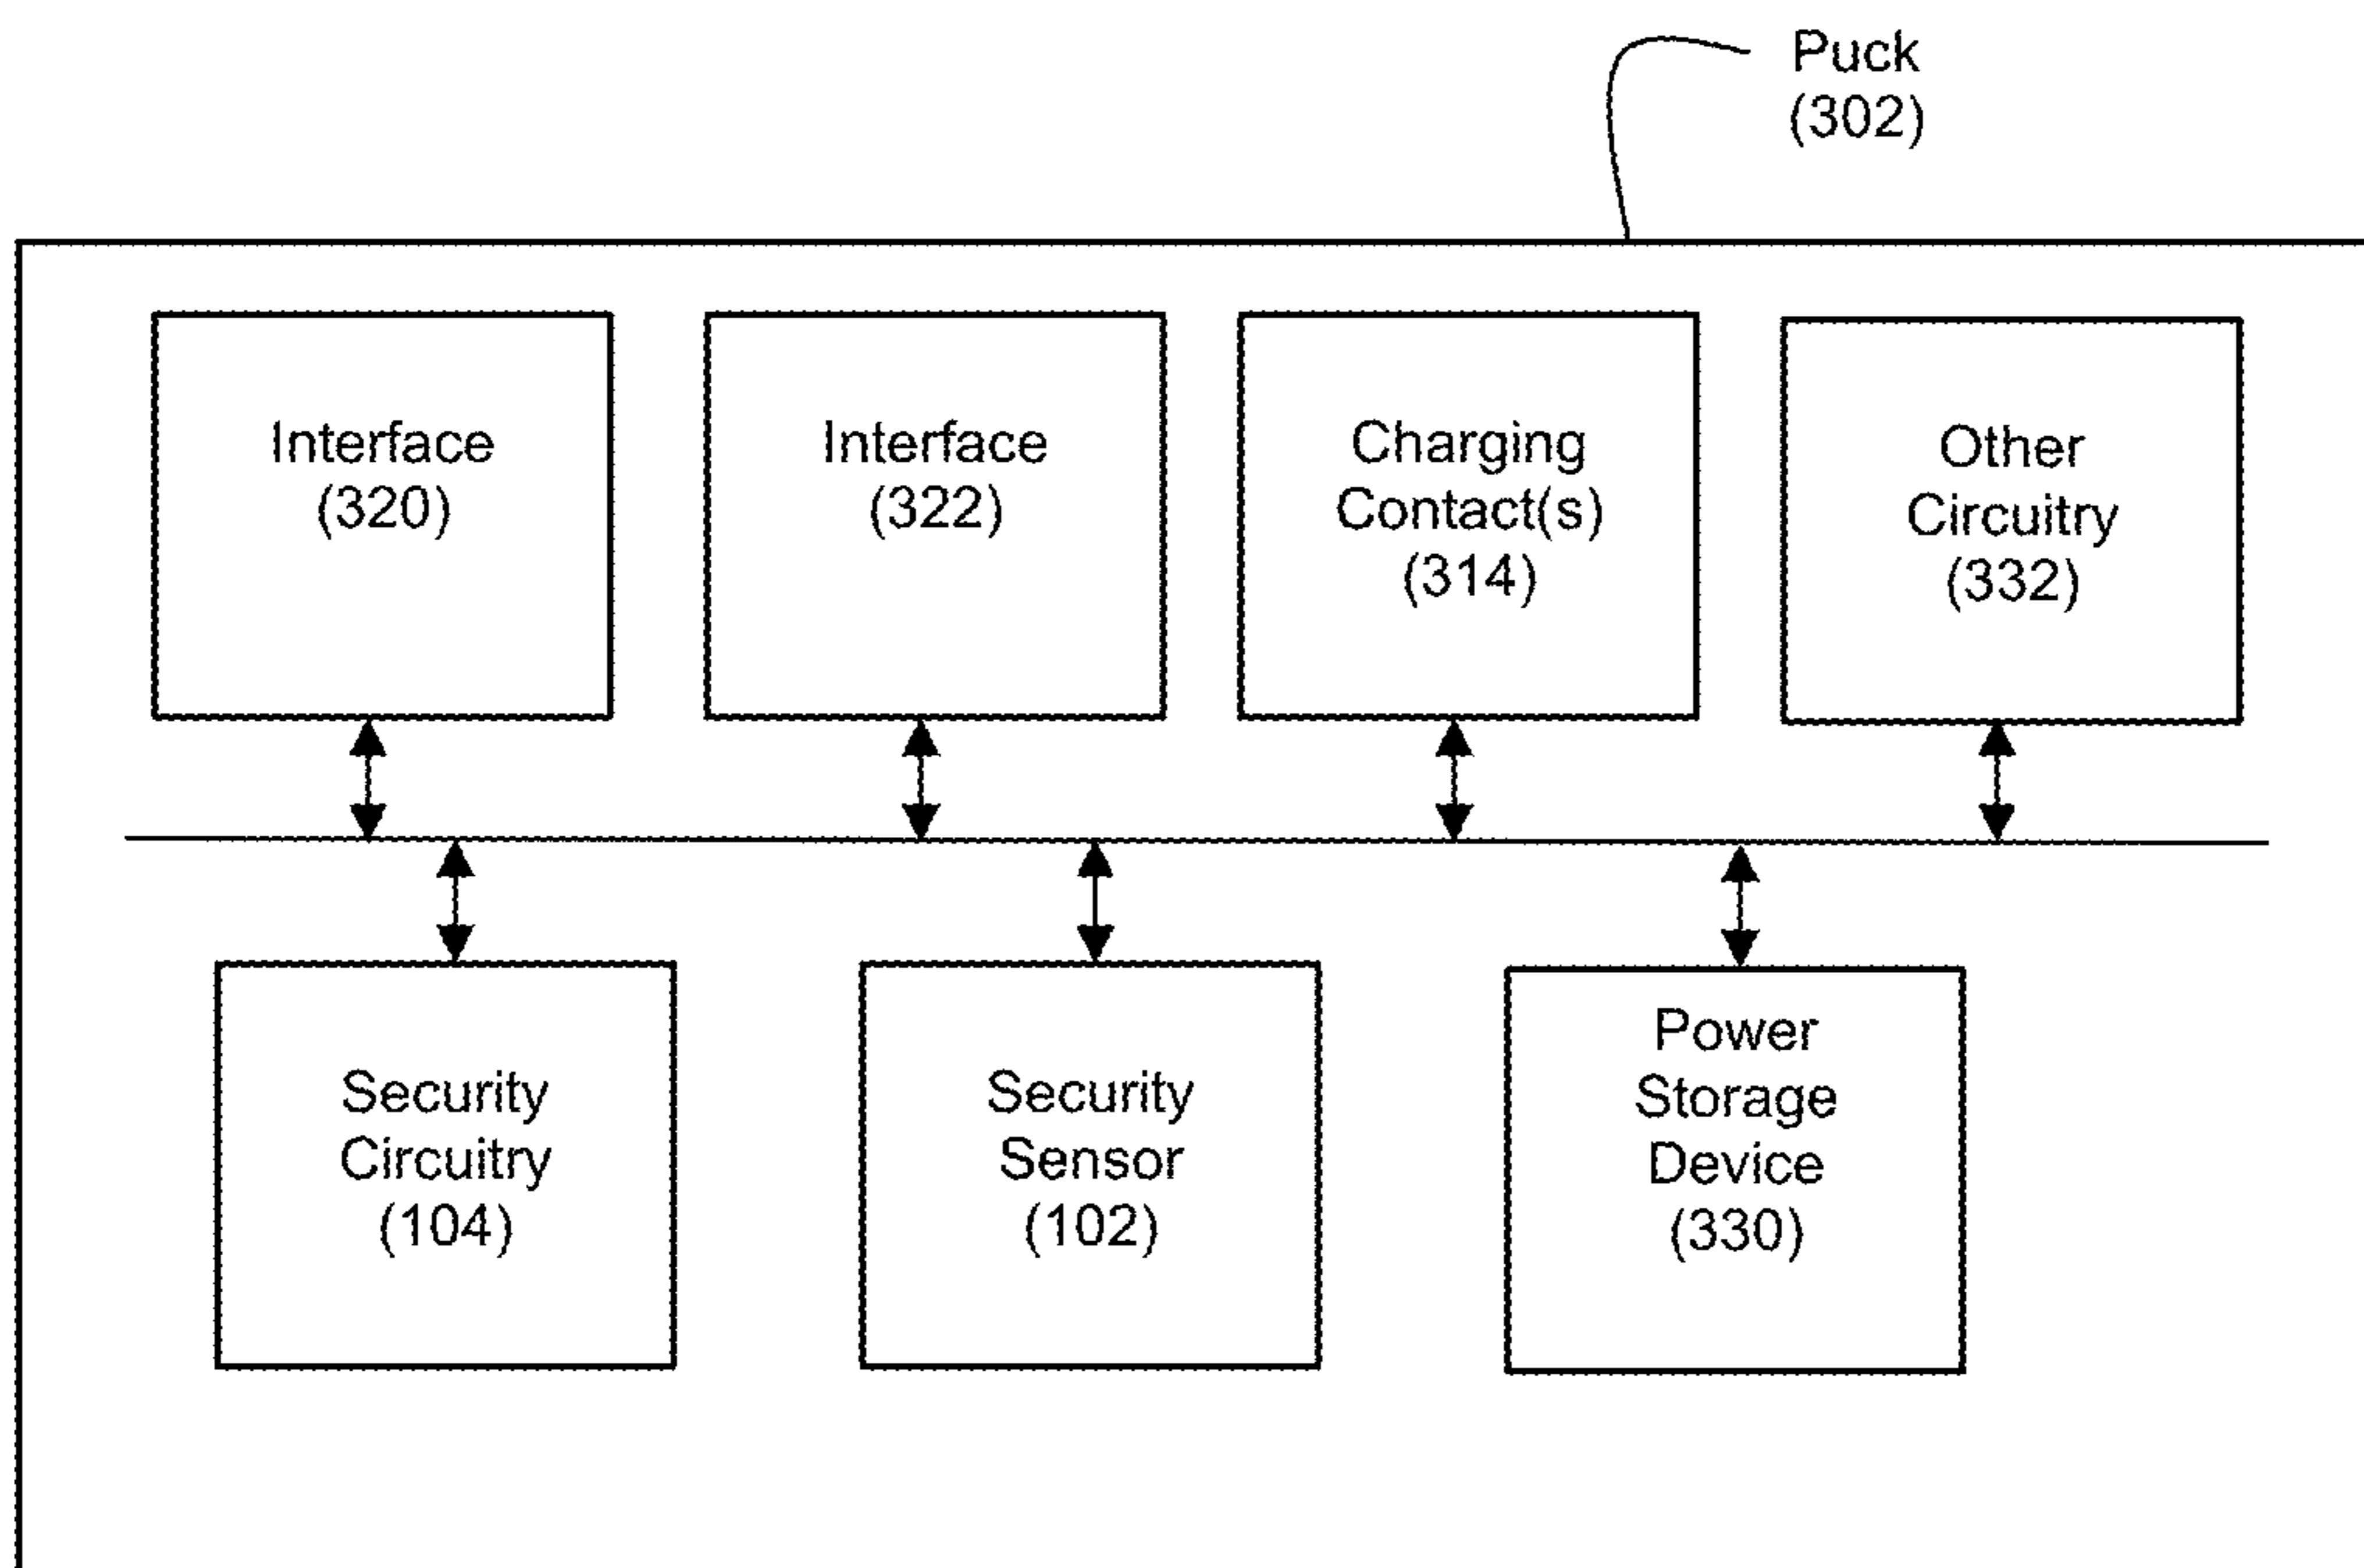 Puck
(302)
Interface
(320)
Interface
(322)
Charging
Contact(s)
(314)
Other
Circuitry
(332)
Security
Circuitry
(104)
Security
Sensor
(102)
Power
Storage
Device
(330)